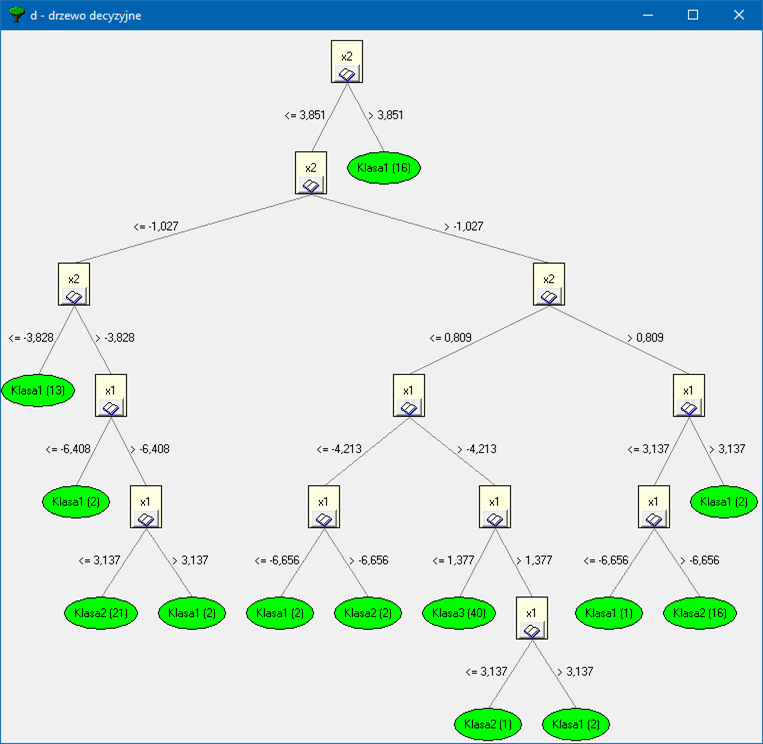 d - drzewo decyzyjne
x2
<= 3,851 > 3,851
x2 Klasa1 (16)
<= -1,027 > -1,027
x2 x2
<= -3,828 > -3,828 <= 0,809 > 0,809
Klasa1 (13) x1 x1 x1
<= -6,408 > -6,408 <= -4,213 > -4,213 <= 3,137 > 3,137
Klasa1 (2) x1 x1 x1 x1 Klasa1 (2)
<= 3,137 > 3,137 <= -6,656 > -6,656 <= 1,377 > 1,377 <= -6,656 > -6,656
Klasa2 (21) Klasa1 (2) Klasa1 (2) Klasa2 (2) Klasa3 (40) x1 Klasa1 (1) Klasa2 (16)
<= 3,137 > 3,137
Klasa2 (1) Klasa1 (2)